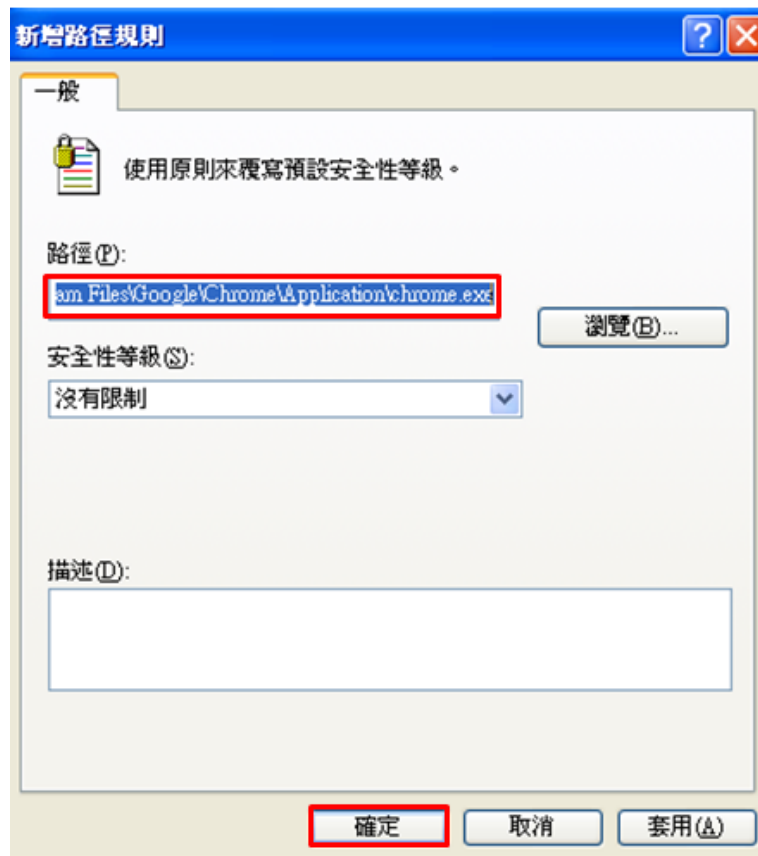 新增路徑規則
一般
使用原則來覆寫預設安全性等級。
路徑(P):
am Files\Google\Chrome\Application\chrome.exe
瀏覽(B)...
安全性等級(S):
沒有限制
描述(D):
確定
取消
套用(A)